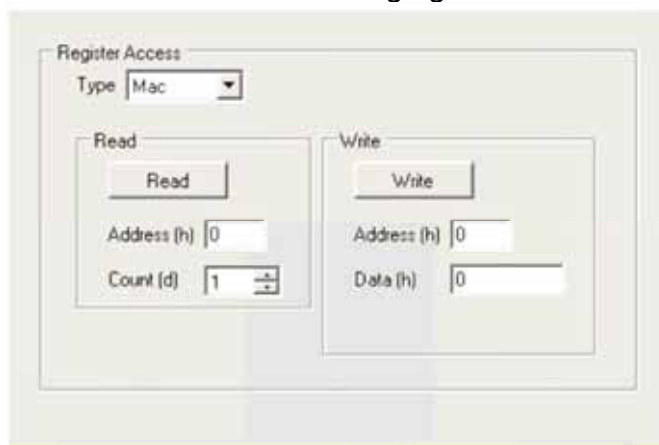 Register Access
Type Mac
Read Write
Read Write
Address (h) 0 Address (h) 0
Count (d) 1 Data (h) 0